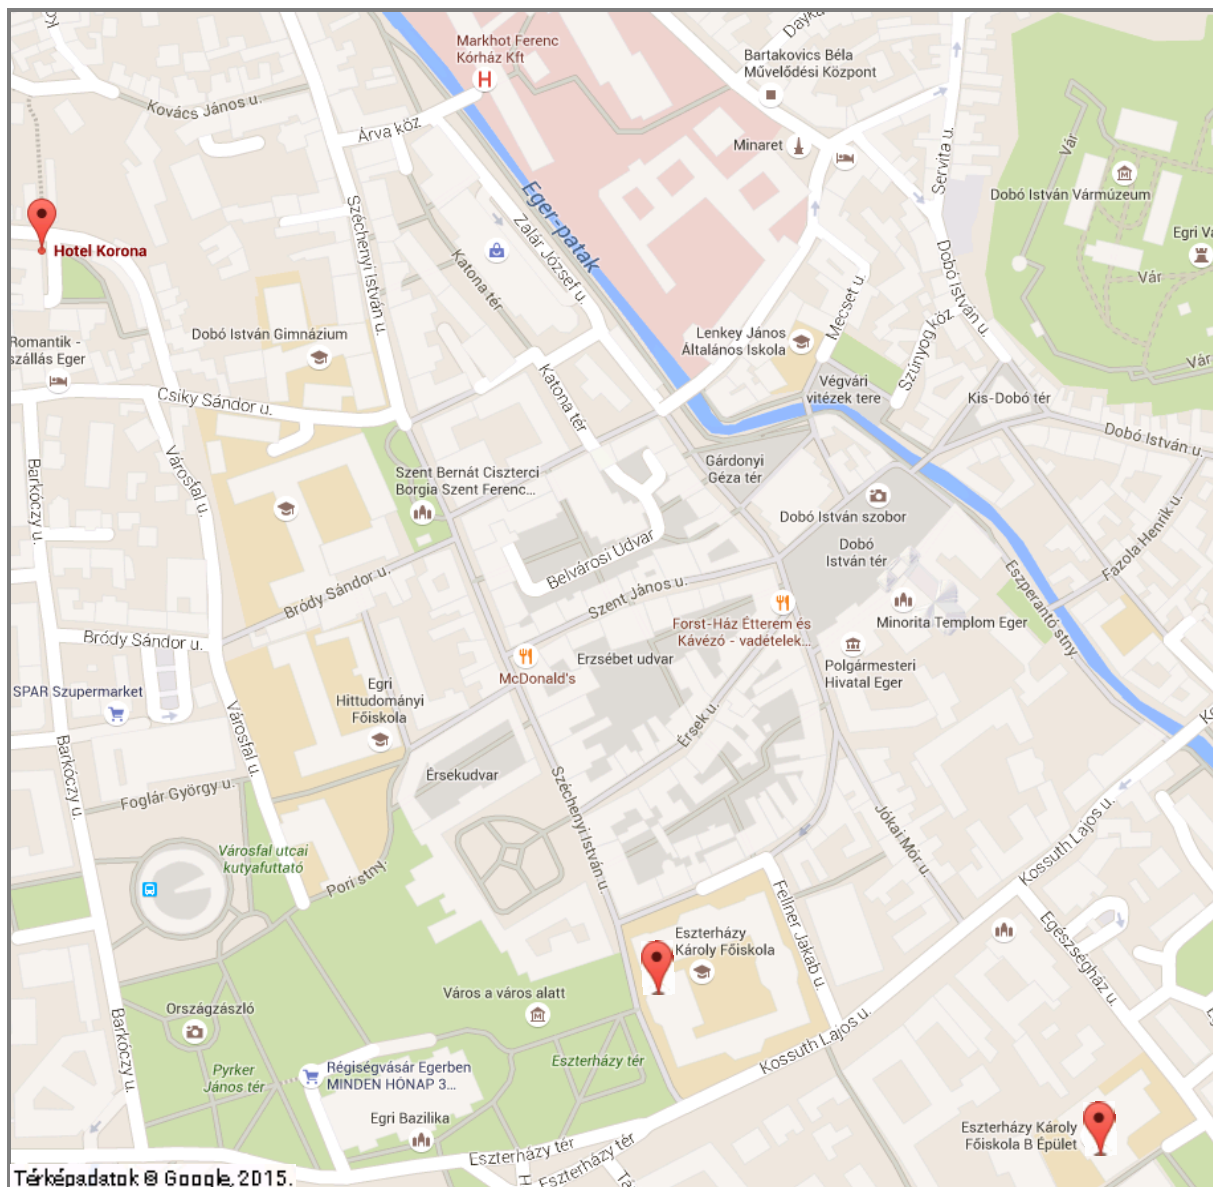 Markhot Ferenc
Kórház Kft
Dayka
Bartakovics Béla
Művelődési Központ
Kovács János u.
Árva köz
Minaret
Servita u.
Vár
Dobó István Vármúzeum
Egri Vá
Vár
Vár
Hotel Korona
Széchenyi István u.
Katona tér
Zalár József u.
Eger-patak
Dobó István u.
Mecset u.
Szúnyog köz
Romantik -
szállás Eger
Dobó István Gimnázium
Lenkey János
Általános Iskola
Végvári
vitézek tere
Kis-Dobó tér
Csiky Sándor u.
Katona tér
Dobó István u.
Városfal u.
Barkóczy u.
Szent Bernát Ciszterci
Borgia Szent Ferenc...
Gárdonyi
Géza tér
Dobó István szobor
Dobó
István tér
Fazola Henrik u.
Eszperantó stny.
Belvárosi Udvar
Bródy Sándor u.
Szent János u.
Bródy Sándor u.
Forst-Ház Étterem és
Kávézó - vadételek...
Minorita Templom Eger
Erzsébet udvar
McDonald's
Polgármesteri
Hivatal Eger
SPAR Szupermarket
Egri
Hittudományi
Főiskola
Városfal u.
Barkóczy u.
Érsek u.
Érsekudvar
Foglár György u.
Széchenyi István u.
Jókai Mór u.
Kossuth Lajos u.
Városfal utcai
kutyafuttató
Pori stny.
Fellner Jakab u.
Eszterházy
Károly Főiskola
Egészségház u.
Város a város alatt
Országzászló
Barkóczy u.
Kossuth Lajos u.
Pyrker
János tér
Régiségvásár Egerben
MINDEN HÓNAP 3...
Eszterházy tér
Egri Bazilika
Eszterházy Károly
Főiskola B Épület
Eszterházy tér
Eszterházy tér
Térképadatok © Google, 2015.